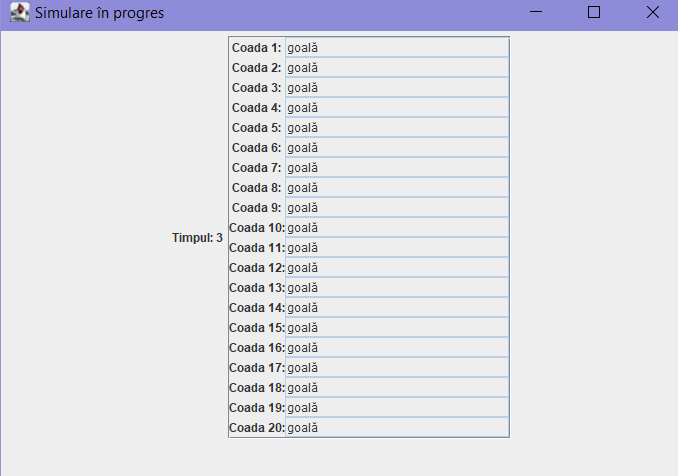 Simulare în progres
Timpul: 3
Coada 1: goală
Coada 2: goală
Coada 3: goală
Coada 4: goală
Coada 5: goală
Coada 6: goală
Coada 7: goală
Coada 8: goală
Coada 9: goală
Coada 10: goală
Coada 11: goală
Coada 12: goală
Coada 13: goală
Coada 14: goală
Coada 15: goală
Coada 16: goală
Coada 17: goală
Coada 18: goală
Coada 19: goală
Coada 20: goală